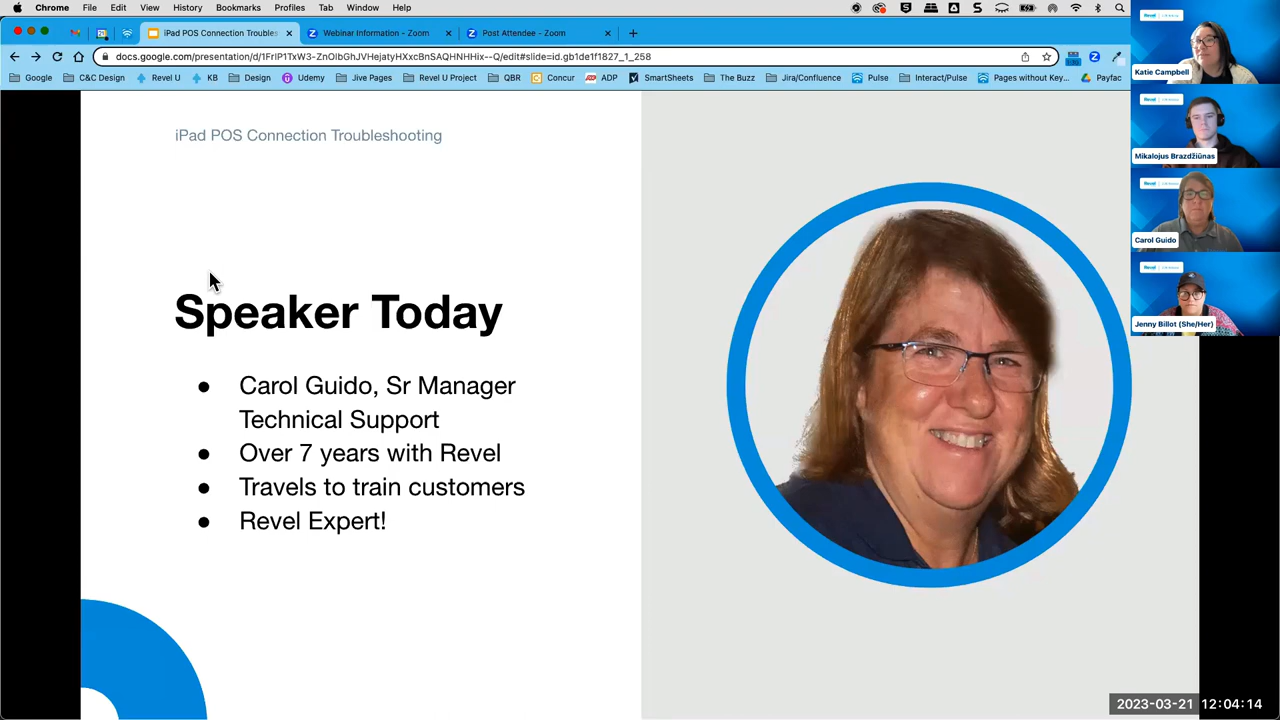 Chrome File Edit View History Bookmarks Profiles Tab Window Help
iPad POS Connection Troubles
Webinar Information - Zoom
Post Attendee - Zoom
docs.google.com/presentation/d/1FrlP1TxW3-ZnOlbGhJVHejatyHXxcBnSAQHNHHix--Q/edit#slide=id.gb1de1f1827_1_258
Google C&C Design Revel U KB Design Udemy Jive Pages Revel U Project QBR Concur ADP SmartSheets The Buzz Jira/Confluence Pulse Interact/Pulse Pages without Key... Payfac
iPad POS Connection Troubleshooting
Speaker Today
● Carol Guido, Sr Manager
Technical Support
● Over 7 years with Revel
● Travels to train customers
● Revel Expert!
Katie Campbell
Mikalojus Brazdžiūnas
Carol Guido
Jenny Billot (She/Her)
2023-03-21 12:04:14